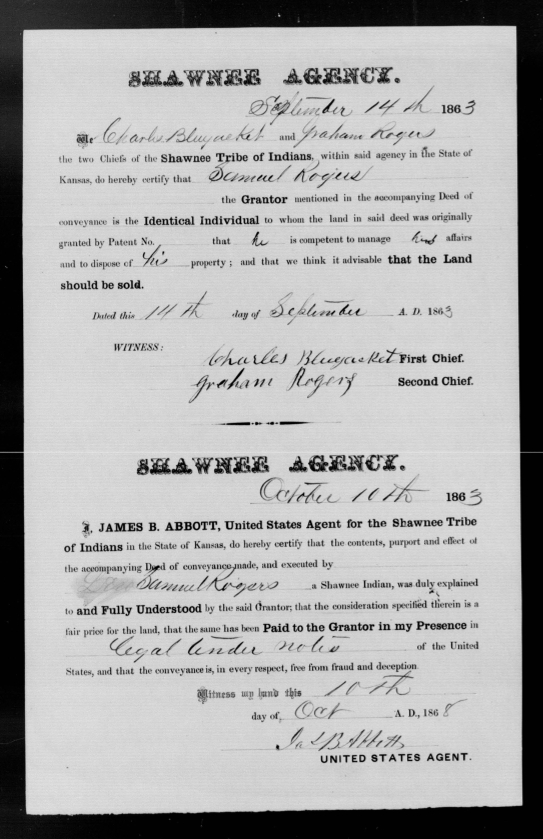 SHAWNEE AGENCY.
September 14th 1863
We Charles Bluejacket and Graham Rogers
the two Chiefs of the Shawnee Tribe of Indians, within said agency in the State of
Kansas, do hereby certify that Samuel Rogers
the Grantor mentioned in the accompanying Deed of
conveyance is the Identical Individual to whom the land in said deed was originally
granted by Patent No. that he is competent to manage his affairs
and to dispose of his property; and that we think it advisable that the Land
should be sold.
Dated this 14th day of September A. D. 1863
WITNESS:
Charles Bluejacket First Chief.
Graham Rogers Second Chief.
SHAWNEE AGENCY.
October 10th 1863
I, JAMES B. ABBOTT, United States Agent for the Shawnee Tribe
of Indians in the State of Kansas, do hereby certify that the contents, purport and effect of
the accompanying Deed of conveyance, made, and executed by
Samuel Rogers a Shawnee Indian, was duly explained
to and Fully Understood by the said Grantor; that the consideration specified therein is a
fair price for the land, that the same has been Paid to the Grantor in my Presence in
legal tender notes of the United
States, and that the conveyance is, in every respect, free from fraud and deception
Witness my hand this 10th
day of, Oct A. D., 1868
Jas B Abbott
UNITED STATES AGENT.